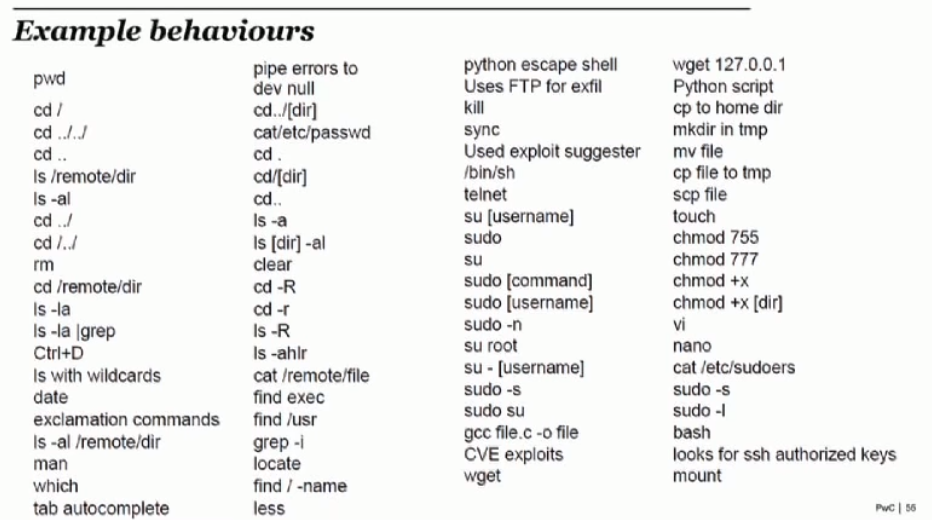 Example behaviours
pwd
cd /
cd ../../
cd ..
ls /remote/dir
ls -al
cd ../
cd /../
rm
cd /remote/dir
ls -la
ls -la |grep
Ctrl+D
ls with wildcards
date
exclamation commands
ls -al /remote/dir
man
which
tab autocomplete
pipe errors to
dev null
cd../[dir]
cat/etc/passwd
cd .
cd/[dir]
cd..
ls -a
ls [dir] -al
clear
cd -R
cd -r
ls -R
ls -ahlr
cat /remote/file
find exec
find /usr
grep -i
locate
find / -name
less
python escape shell
Uses FTP for exfil
kill
sync
Used exploit suggester
/bin/sh
telnet
su [username]
sudo
su
sudo [command]
sudo [username]
sudo -n
su root
su - [username]
sudo -s
sudo su
gcc file.c -o file
CVE exploits
wget
wget 127.0.0.1
Python script
cp to home dir
mkdir in tmp
mv file
cp file to tmp
scp file
touch
chmod 755
chmod 777
chmod +x
chmod +x [dir]
vi
nano
cat /etc/sudoers
sudo -s
sudo -l
bash
looks for ssh authorized keys
mount
PwC | 56